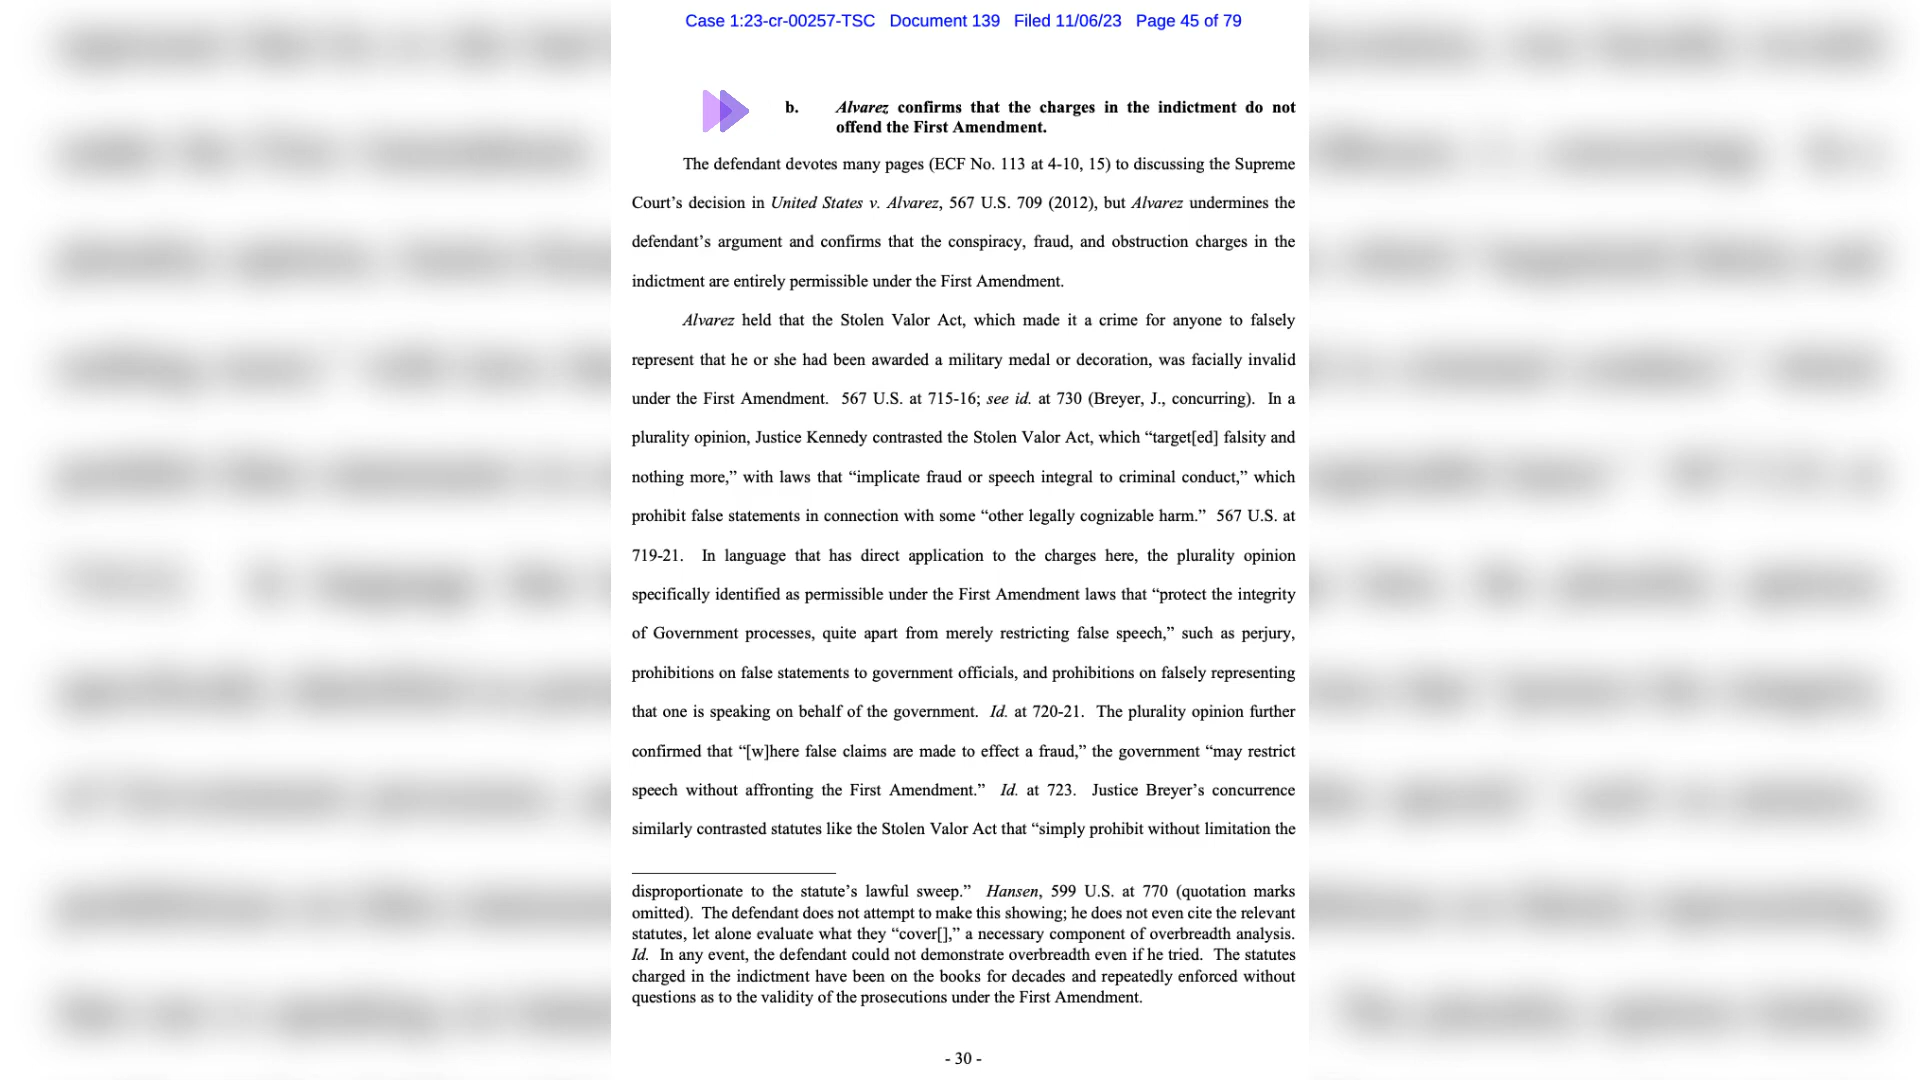 Case 1:23-cr-00257-TSC Document 139 Filed 11/06/23 Page 45 of 79
b. Alvarez confirms that the charges in the indictment do not
offend the First Amendment.
The defendant devotes many pages (ECF No. 113 at 4-10, 15) to discussing the Supreme
Court’s decision in United States v. Alvarez, 567 U.S. 709 (2012), but Alvarez undermines the
defendant’s argument and confirms that the conspiracy, fraud, and obstruction charges in the
indictment are entirely permissible under the First Amendment.
Alvarez held that the Stolen Valor Act, which made it a crime for anyone to falsely
represent that he or she had been awarded a military medal or decoration, was facially invalid
under the First Amendment. 567 U.S. at 715-16; see id. at 730 (Breyer, J., concurring). In a
plurality opinion, Justice Kennedy contrasted the Stolen Valor Act, which “target[ed] falsity and
nothing more,” with laws that “implicate fraud or speech integral to criminal conduct,” which
prohibit false statements in connection with some “other legally cognizable harm.” 567 U.S. at
719-21. In language that has direct application to the charges here, the plurality opinion
specifically identified as permissible under the First Amendment laws that “protect the integrity
of Government processes, quite apart from merely restricting false speech,” such as perjury,
prohibitions on false statements to government officials, and prohibitions on falsely representing
that one is speaking on behalf of the government. Id. at 720-21. The plurality opinion further
confirmed that “[w]here false claims are made to effect a fraud,” the government “may restrict
speech without affronting the First Amendment.” Id. at 723. Justice Breyer’s concurrence
similarly contrasted statutes like the Stolen Valor Act that “simply prohibit without limitation the
disproportionate to the statute’s lawful sweep.” Hansen, 599 U.S. at 770 (quotation marks
omitted). The defendant does not attempt to make this showing; he does not even cite the relevant
statutes, let alone evaluate what they “cover[],” a necessary component of overbreadth analysis.
Id. In any event, the defendant could not demonstrate overbreadth even if he tried. The statutes
charged in the indictment have been on the books for decades and repeatedly enforced without
questions as to the validity of the prosecutions under the First Amendment.
- 30 -